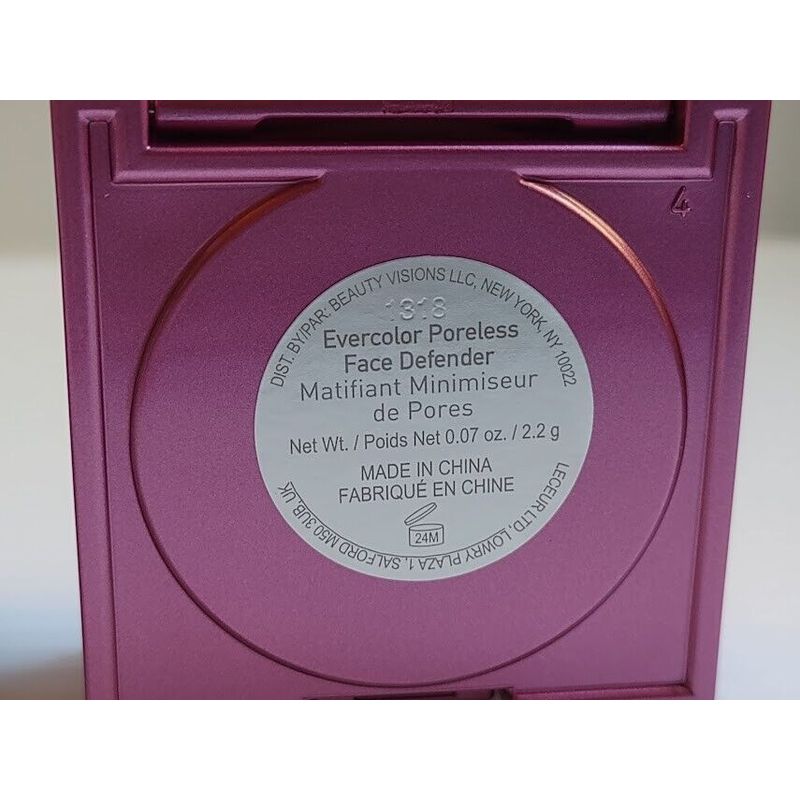 4
DIST. BY/PAR: BEAUTY VISIONS LLC, NEW YORK, NY 10022
1318
Evercolor Poreless
Face Defender
Matifiant Minimiseur
de Pores
Net Wt. / Poids Net 0.07 oz. / 2.2 g
MADE IN CHINA
FABRIQUÉ EN CHINE
24M
LECEUR LTD, LOWRY PLAZA 1, SALFORD M50 3UB, UK